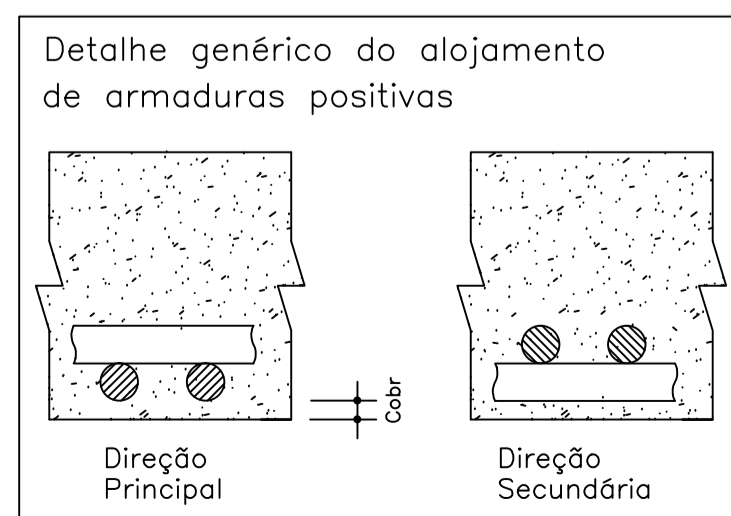 Detalhe genérico do alojamento
de armaduras positivas
Cobr
Direção
Principal
Direção
Secundária